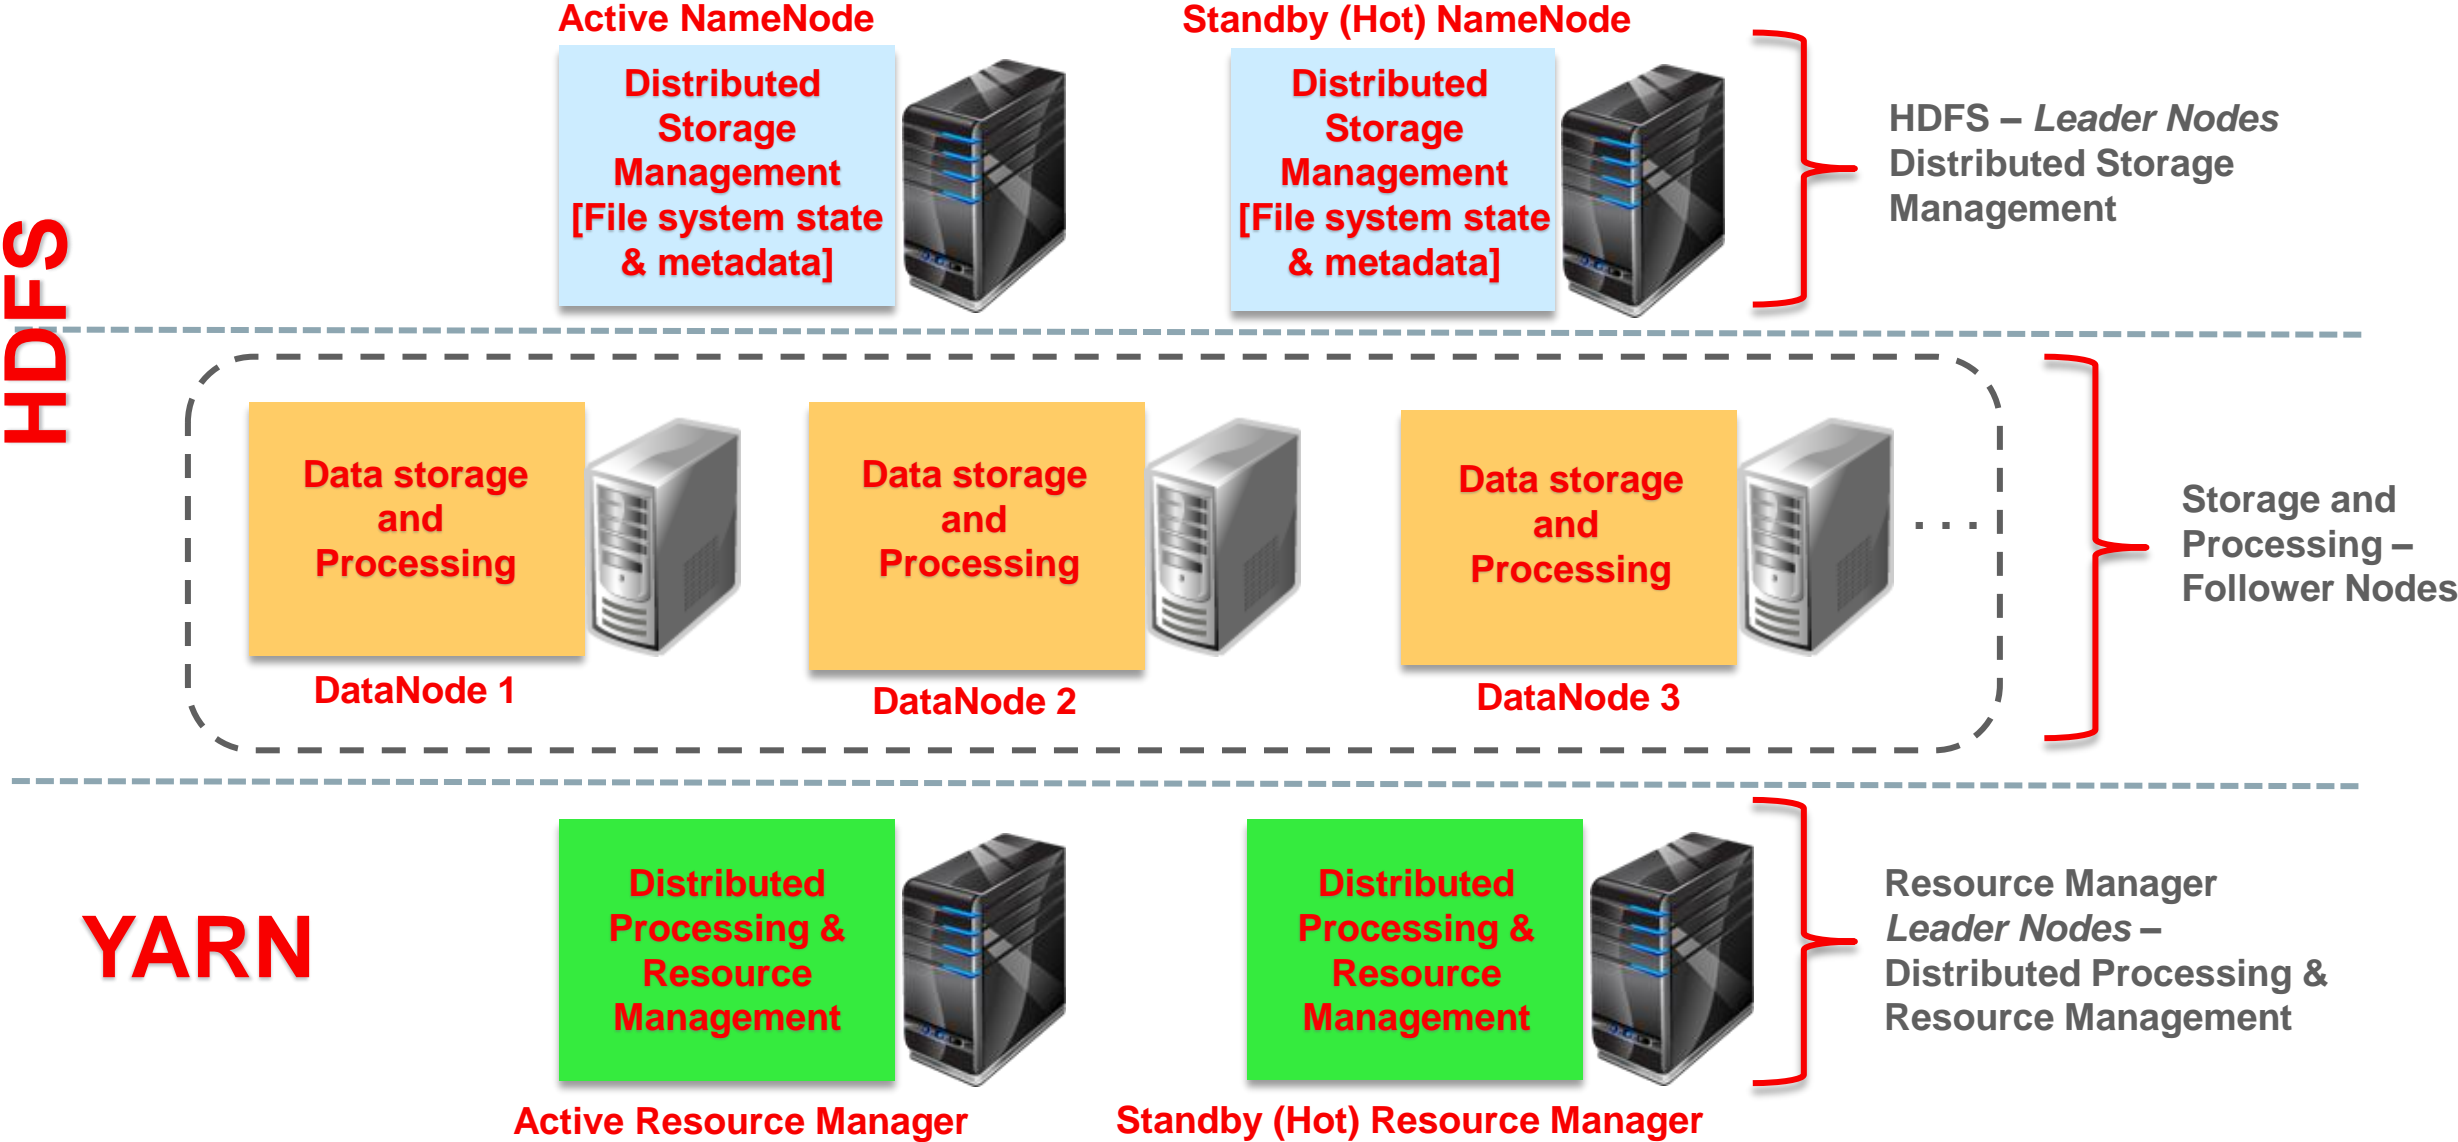 Active NameNode
Standby (Hot) NameNode
Distributed
Storage
Management
[File system state
& metadata]
Distributed
Storage
Management
[File system state
& metadata]
HDFS – Leader Nodes
Distributed Storage
Management
HDFS
Data storage
and
Processing
DataNode 1
Data storage
and
Processing
DataNode 2
Data storage
and
Processing
DataNode 3
. . .
Storage and
Processing –
Follower Nodes
YARN
Distributed
Processing &
Resource
Management
Active Resource Manager
Distributed
Processing &
Resource
Management
Standby (Hot) Resource Manager
Resource Manager
Leader Nodes –
Distributed Processing &
Resource Management